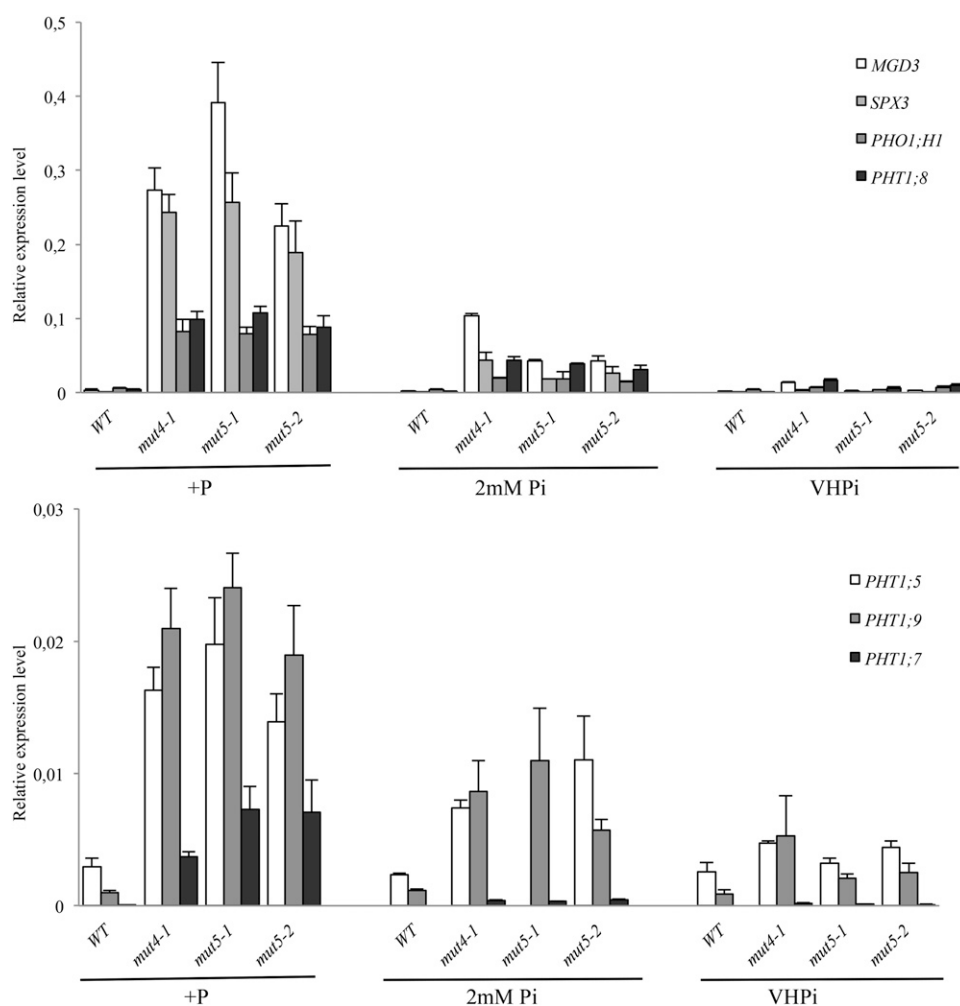 0,5
0,4
0,3
0,2
0,1
0
Relative expression level
MGD3
SPX3
PHO1;H1
PHT1;8
WT mut4-1 mut5-1 mut5-2 WT mut4-1 mut5-1 mut5-2 WT mut4-1 mut5-1 mut5-2
+P 2mM Pi VHPi
0,03
0,02
0,01
0
Relative expression level
PHT1;5
PHT1;9
PHT1;7
WT mut4-1 mut5-1 mut5-2 WT mut4-1 mut5-1 mut5-2 WT mut4-1 mut5-1 mut5-2
+P 2mM Pi VHPi